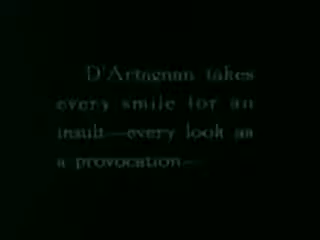 D'Artagnan takes
every smile for an
insult—every look as
a provocation—